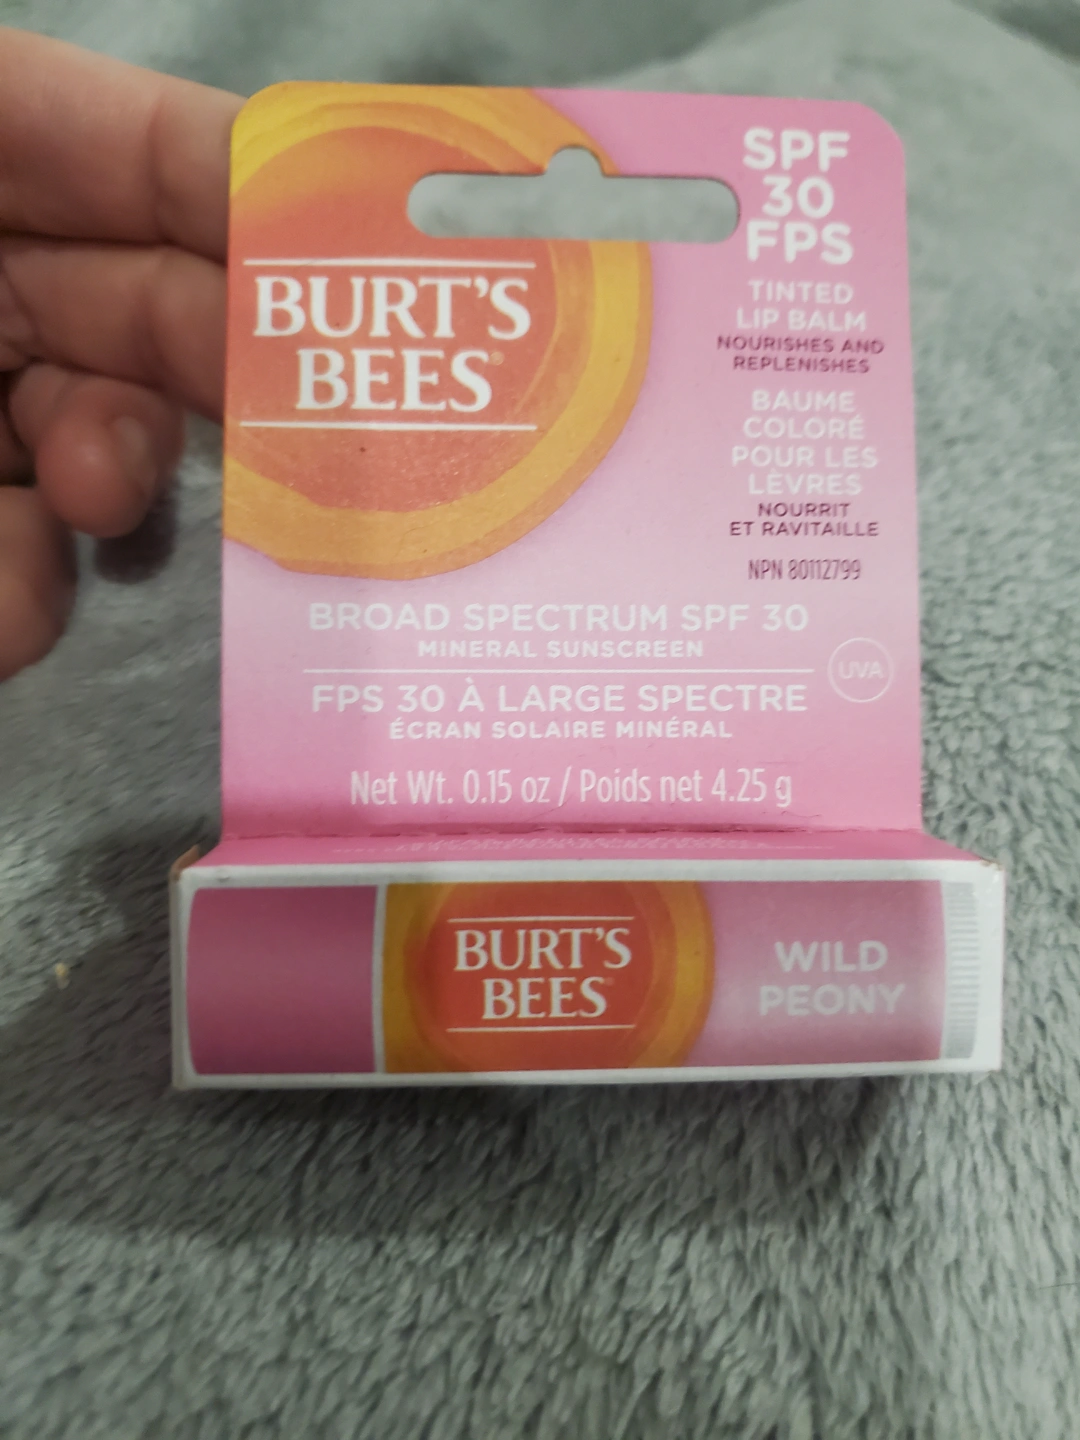 BURT'S
BEES®
SPF
30
FPS
TINTED
LIP BALM
NOURISHES AND
REPLENISHES
BAUME
COLORÉ
POUR LES
LÈVRES
NOURRIT
ET RAVITAILLE
NPN 80112799
BROAD SPECTRUM SPF 30
MINERAL SUNSCREEN
FPS 30 À LARGE SPECTRE
ÉCRAN SOLAIRE MINÉRAL
UVA
Net Wt. 0.15 oz / Poids net 4.25 g
BURT'S
BEES
WILD
PEONY